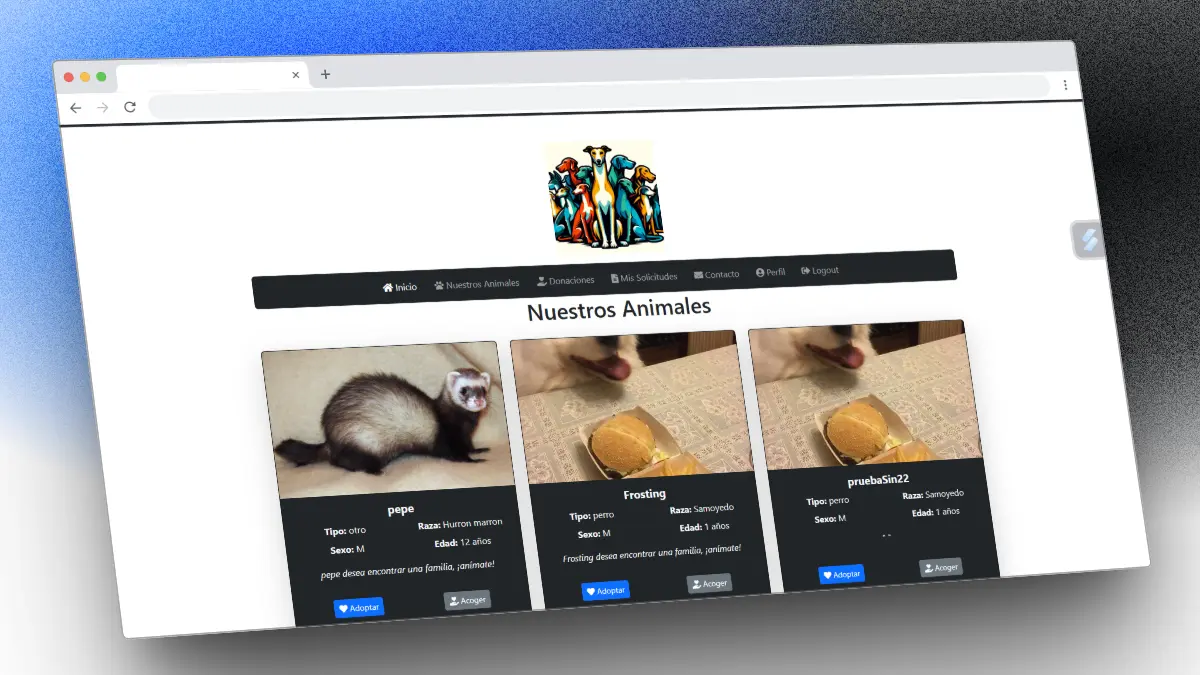 Inicio Nuestros Animales Donaciones Mis Solicitudes Contacto Perfil Logout
Nuestros Animales
pepe
Tipo: otro Raza: Hurron marron
Sexo: M Edad: 12 años
pepe desea encontrar una familia, ¡animate!
Adoptar Acoger
Frosting
Tipo: perro Raza: Samoyedo
Sexo: M Edad: 1 años
Frosting desea encontrar una familia, ¡animate!
Adoptar Acoger
pruebaSin22
Tipo: perro Raza: Samoyedo
Sexo: M Edad: 1 años
- -
Adoptar Acoger